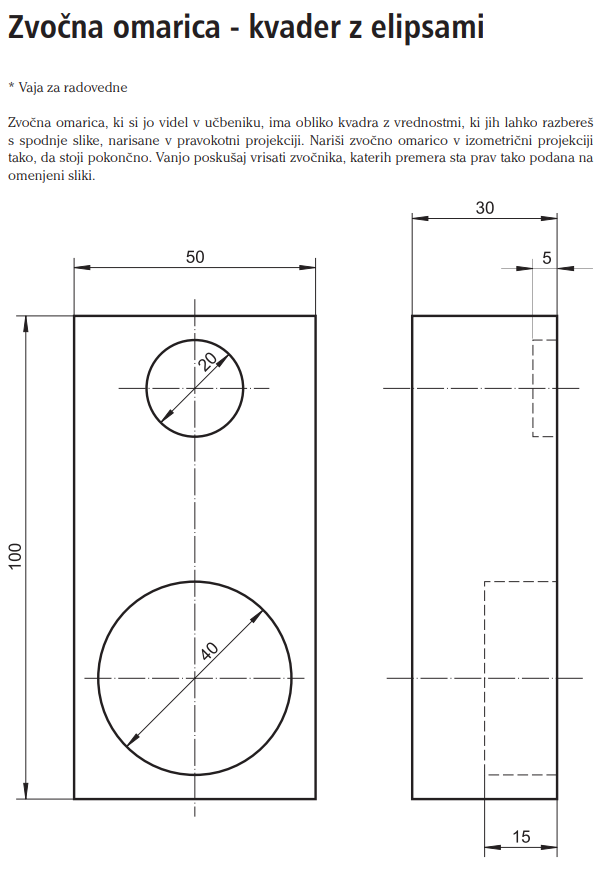 Zvočna omarica - kvader z elipsami
* Vaja za radovedne
Zvočna omarica, ki si jo videl v učbeniku, ima obliko kvadra z vrednostmi, ki jih lahko razbereš
s spodnje slike, narisane v pravokotni projekciji. Nariši zvočno omarico v izometrični projekciji
tako, da stoji pokončno. Vanjo poskušaj vrisati zvočnika, katerih premera sta prav tako podana na
omenjeni sliki.
30
50
5
20
100
40
15